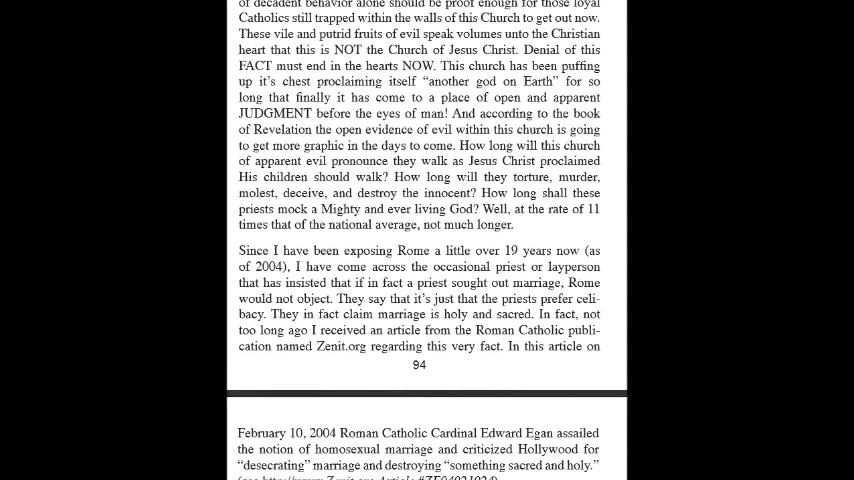 of decadent behavior alone should be proof enough for those loyal
Catholics still trapped within the walls of this Church to get out now.
These vile and putrid fruits of evil speak volumes unto the Christian
heart that this is NOT the Church of Jesus Christ. Denial of this
FACT must end in the hearts NOW. This church has been puffing
up it’s chest proclaiming itself “another god on Earth” for so
long that finally it has come to a place of open and apparent
JUDGMENT before the eyes of man! And according to the book
of Revelation the open evidence of evil within this church is going
to get more graphic in the days to come. How long will this church
of apparent evil pronounce they walk as Jesus Christ proclaimed
His children should walk? How long will they torture, murder,
molest, deceive, and destroy the innocent? How long shall these
priests mock a Mighty and ever living God? Well, at the rate of 11
times that of the national average, not much longer.
Since I have been exposing Rome a little over 19 years now (as
of 2004), I have come across the occasional priest or layperson
that has insisted that if in fact a priest sought out marriage, Rome
would not object. They say that it’s just that the priests prefer celi-
bacy. They in fact claim marriage is holy and sacred. In fact, not
too long ago I received an article from the Roman Catholic publi-
cation named Zenit.org regarding this very fact. In this article on
94
February 10, 2004 Roman Catholic Cardinal Edward Egan assailed
the notion of homosexual marriage and criticized Hollywood for
“desecrating” marriage and destroying “something sacred and holy.”
(see http://www.Zenit.org Article #ZE04021024)